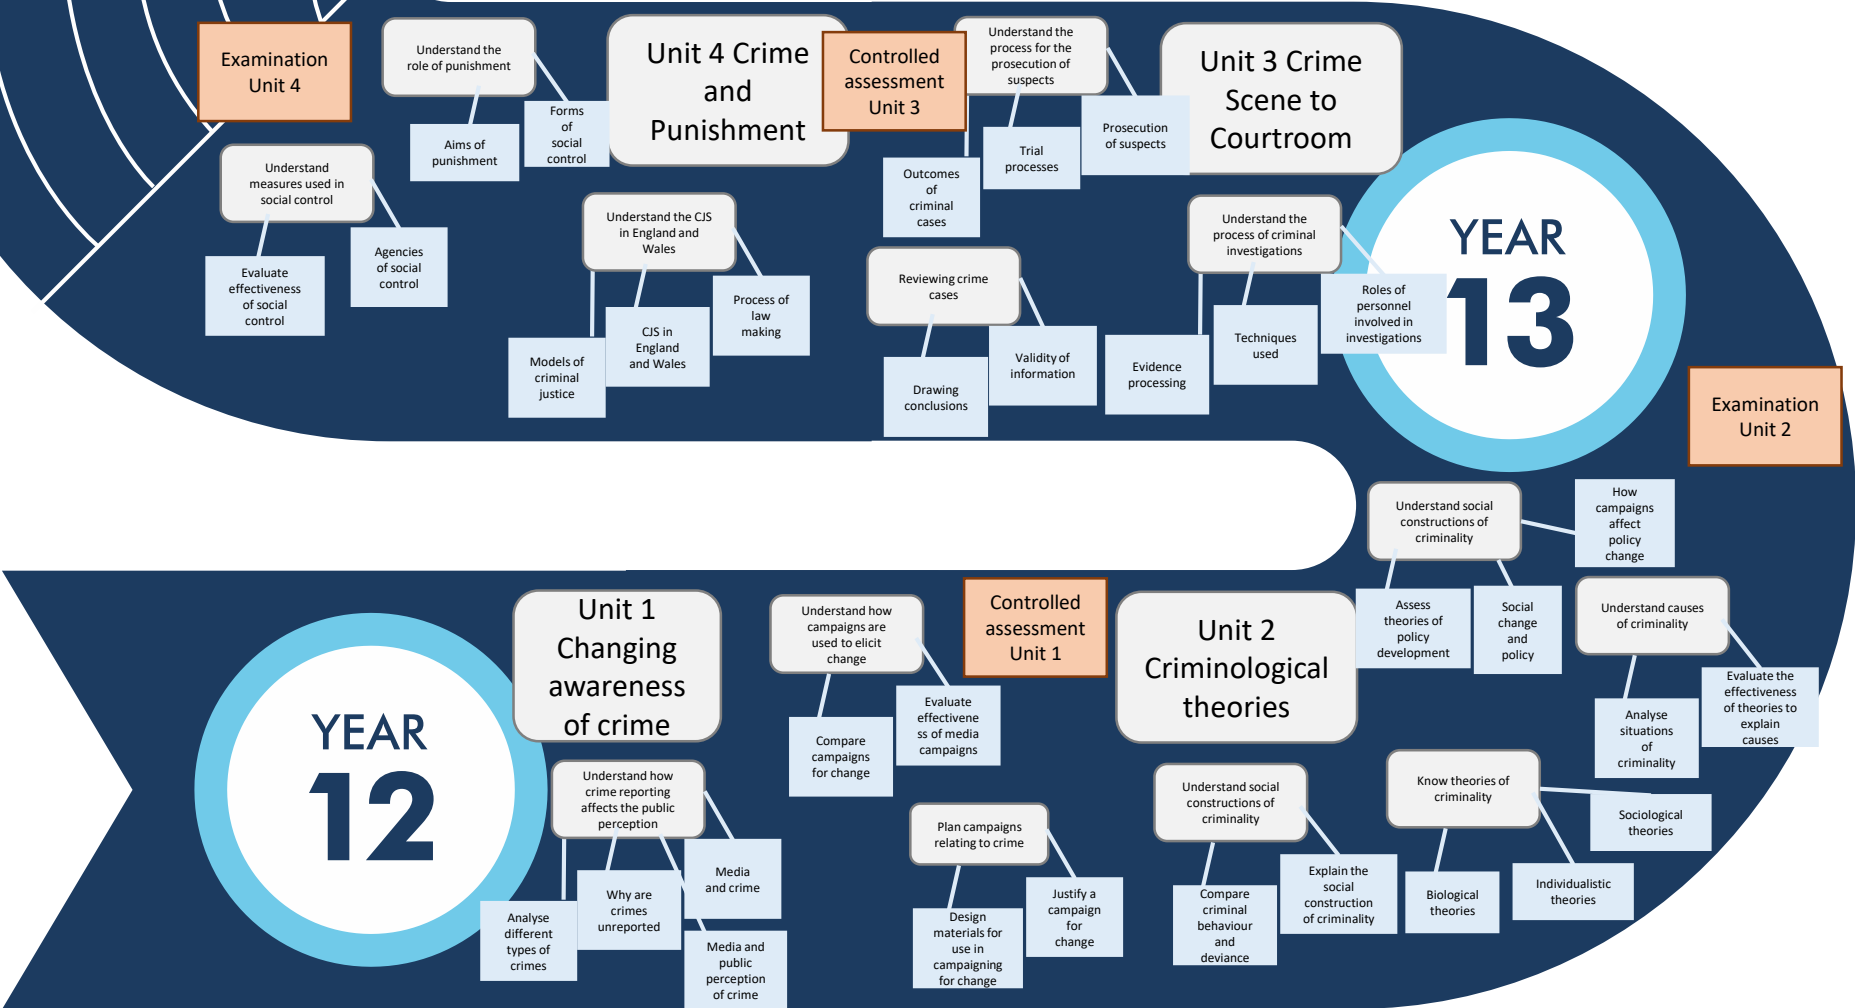 Examination
Unit 4
Understand the
role of punishment
Aims of
punishment
Forms
of
social
control
Unit 4 Crime
and
Punishment
Controlled
assessment
Unit 3
Understand the
process for the
prosecution of
suspects
Outcomes
of
criminal
cases
Trial
processes
Prosecution
of suspects
Unit 3 Crime
Scene to
Courtroom
Understand
measures used in
social control
Evaluate
effectiveness
of social
control
Agencies
of social
control
Understand the CJS
in England and
Wales
Models of
criminal
justice
CJS in
England
and Wales
Process of
law
making
Reviewing crime
cases
Drawing
conclusions
Validity of
information
Understand the
process of criminal
investigations
Evidence
processing
Techniques
used
Roles of
personnel
involved in
investigations
YEAR
13
Examination
Unit 2
Understand social
constructions of
criminality
How
campaigns
affect
policy
change
Assess
theories of
policy
development
Social
change
and
policy
Understand causes
of criminality
Analyse
situations
of
criminality
Evaluate the
effectiveness
of theories to
explain
causes
YEAR
12
Unit 1
Changing
awareness
of crime
Understand how
crime reporting
affects the public
perception
Analyse
different
types of
crimes
Why are
crimes
unreported
Media
and crime
Media and
public
perception
of crime
Understand how
campaigns are
used to elicit
change
Compare
campaigns
for change
Evaluate
effectivene
ss of media
campaigns
Controlled
assessment
Unit 1
Plan campaigns
relating to crime
Design
materials for
use in
campaigning
for change
Justify a
campaign
for
change
Unit 2
Criminological
theories
Understand social
constructions of
criminality
Compare
criminal
behaviour
and
deviance
Explain the
social
construction
of criminality
Know theories of
criminality
Biological
theories
Individualistic
theories
Sociological
theories